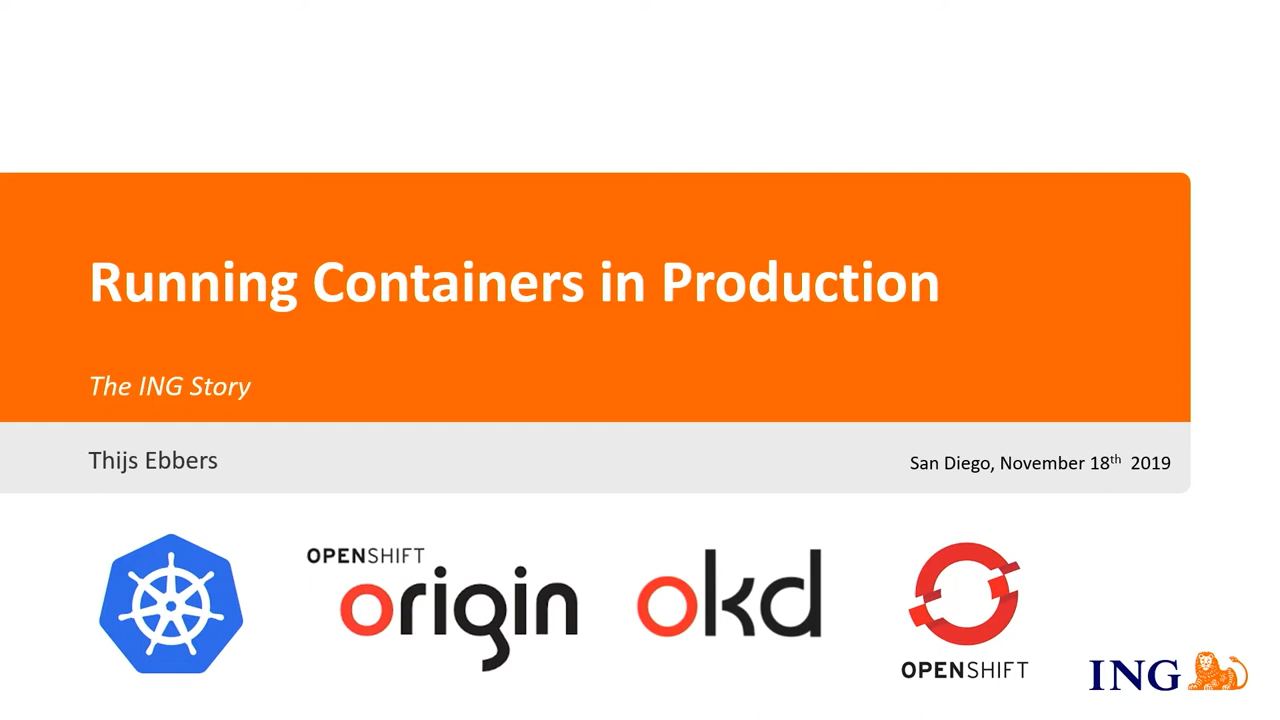 Running Containers in Production
The ING Story
Thijs Ebbers
San Diego, November 18th 2019
OPENSHIFT
origin
okd
OPENSHIFT
ING